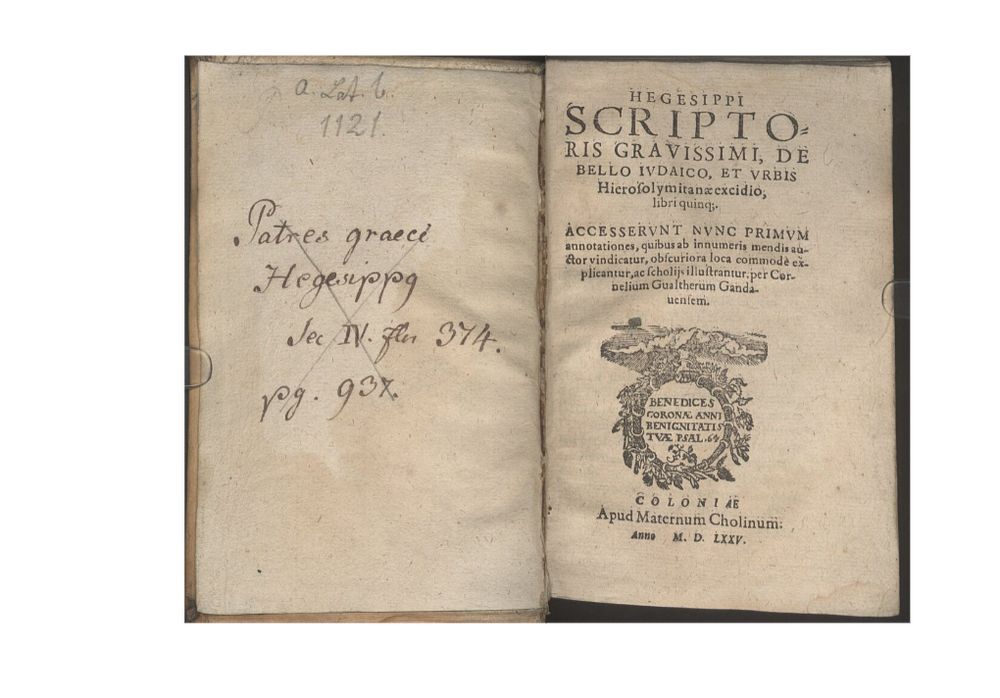 a. Lat. b.
1121.
Patres graeci
Hegesippg
Sec IV. flr 374.
pg. 937.
HEGESIPPI
SCRIPTO=
RIS GRAVISSIMI, DE
BELLO IVDAICO, ET VRBIS
Hierosolymitanæ excidio,
libri quinq;.
ACCESSERVNT NVNC PRIMVM
annotationes, quibus ab innumeris mendis au-
ctor vindicatur, obscuriora loca commodè ex-
plicantur, ac scholijs illustrantur, per Cor-
nelium Gualtherum Ganda-
uensem.
BENEDICES
CORONÆ ANNI
BENIGNITATIS
TVÆ PSAL. 64
COLONIÆ
Apud Maternum Cholinum:
Anno M. D. LXXV.